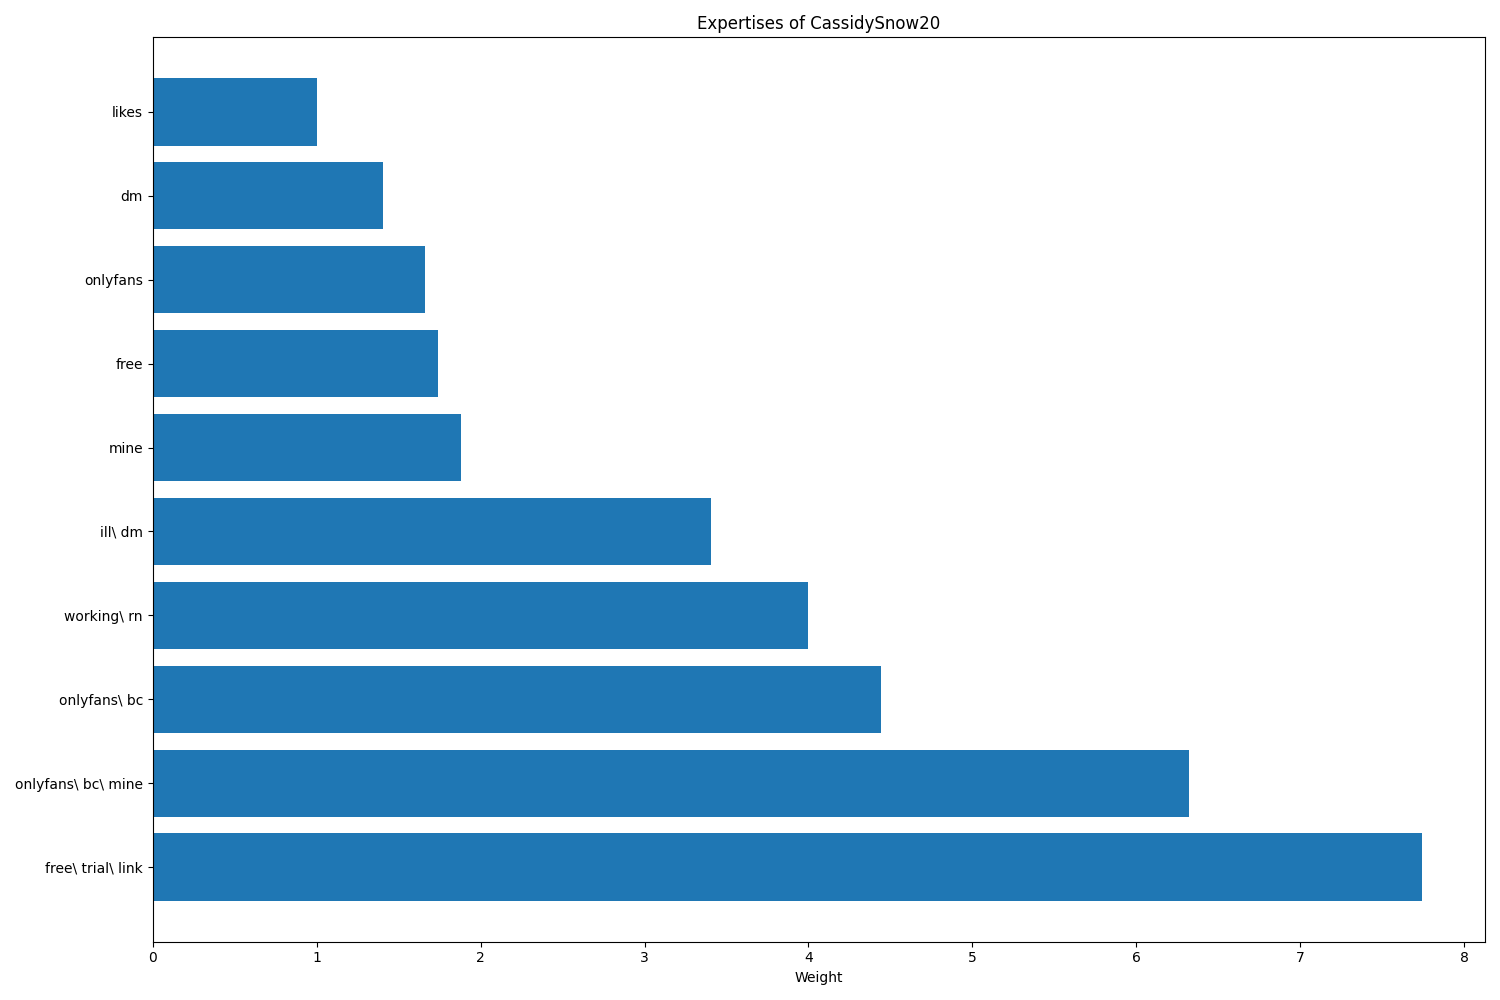 Expertises of CassidySnow20
likes
dm
onlyfans
free
mine
ill\ dm
working\ rn
onlyfans\ bc
onlyfans\ bc\ mine
free\ trial\ link
0 1 2 3 4 5 6 7 8
Weight